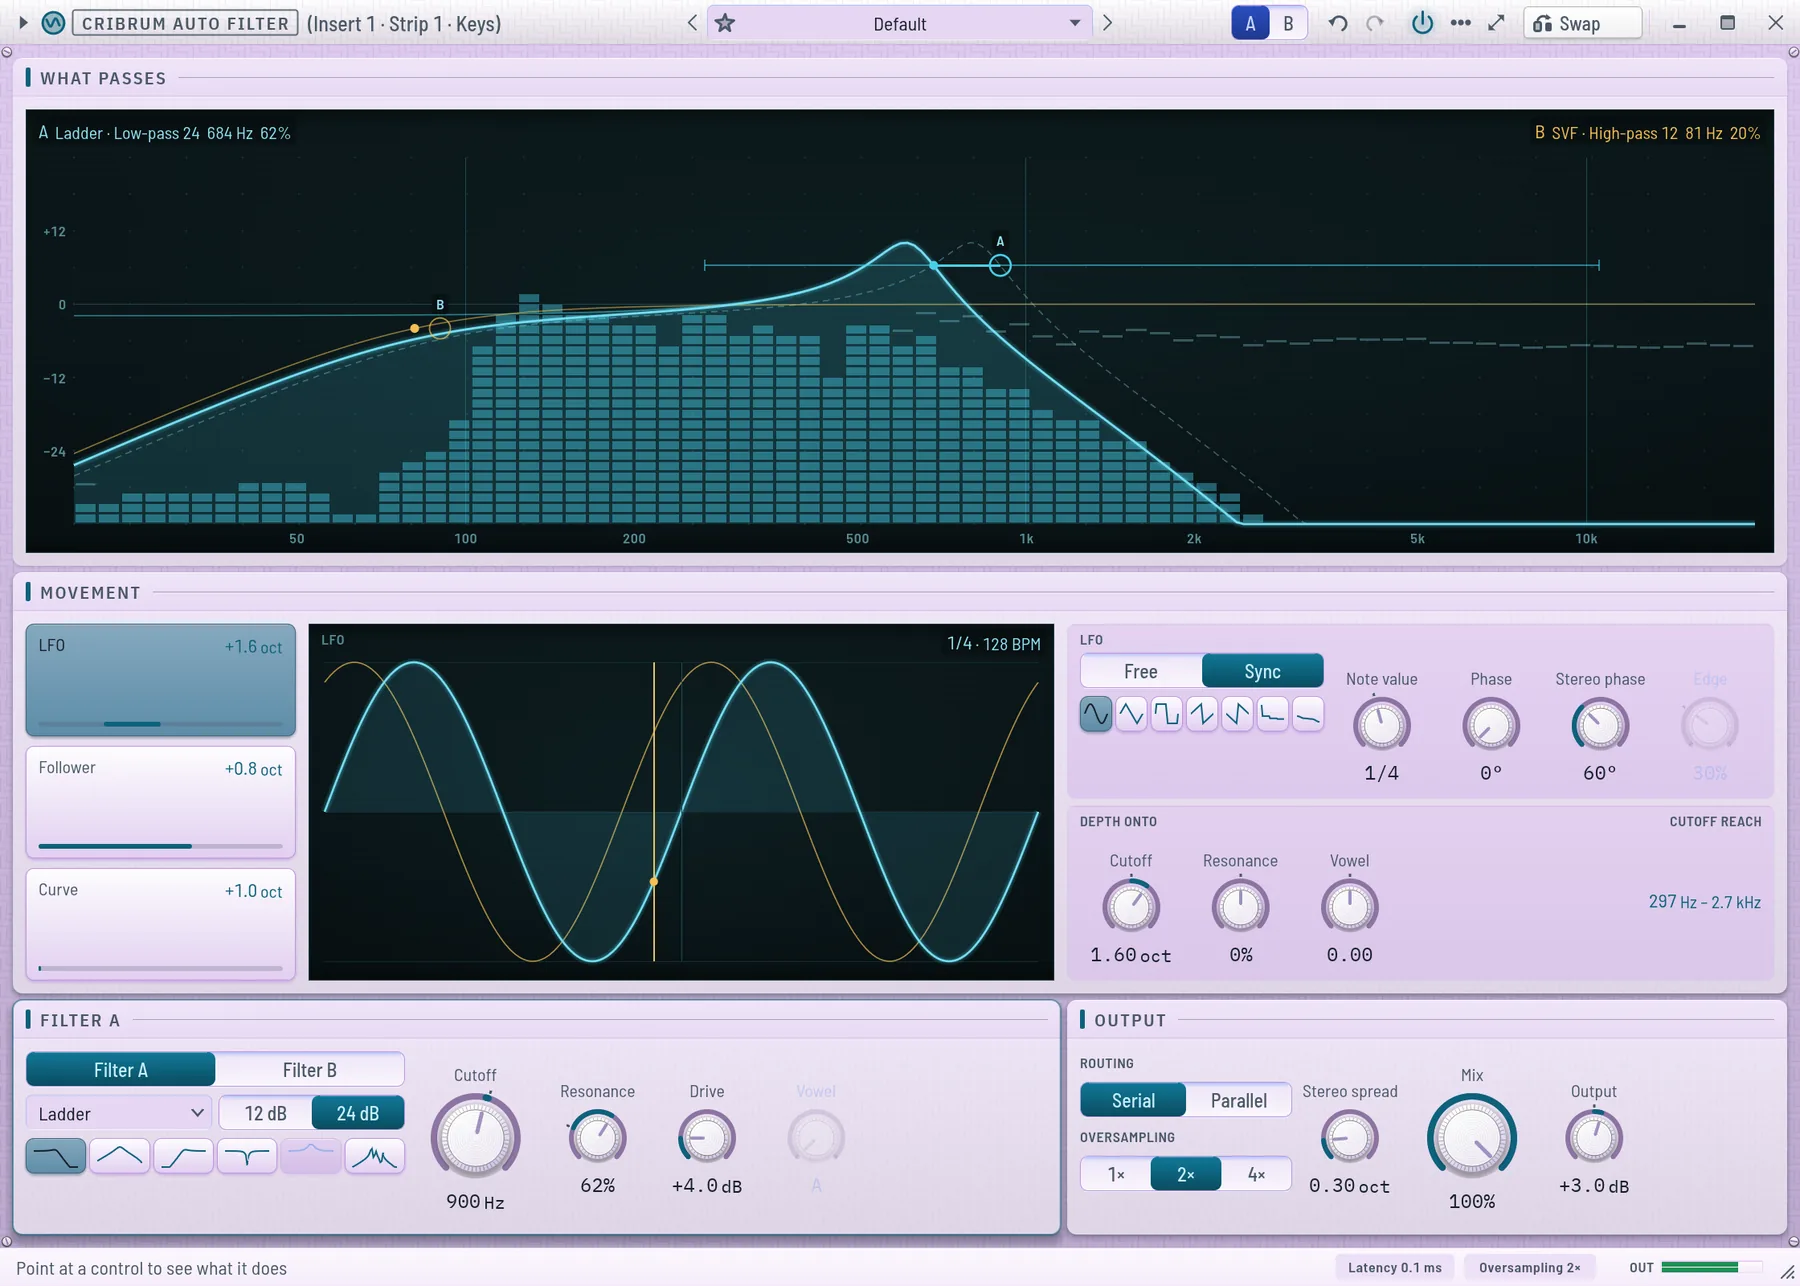 CRIBRUM AUTO FILTER (Insert 1 · Strip 1 · Keys) Default A B Swap
WHAT PASSES
A Ladder · Low-pass 24 684 Hz 62% B SVF · High-pass 12 81 Hz 20%
A
+12
B
0
−12
−24
50 100 200 500 1k 2k 5k 10k
MOVEMENT
LFO +1.6 oct
Follower +0.8 oct
Curve +1.0 oct
LFO 1/4 · 128 BPM
LFO
Free Sync
Note value Phase Stereo phase Edge
1/4 0° 60° 30%
DEPTH ONTO CUTOFF REACH
Cutoff Resonance Vowel
297 Hz – 2.7 kHz
1.60 oct 0% 0.00
FILTER A
Filter A Filter B
Ladder 12 dB 24 dB
Cutoff Resonance Drive Vowel
900 Hz 62% +4.0 dB A
OUTPUT
ROUTING
Serial Parallel
OVERSAMPLING
1× 2× 4×
Stereo spread Mix Output
0.30 oct 100% +3.0 dB
Point at a control to see what it does Latency 0.1 ms Oversampling 2× OUT